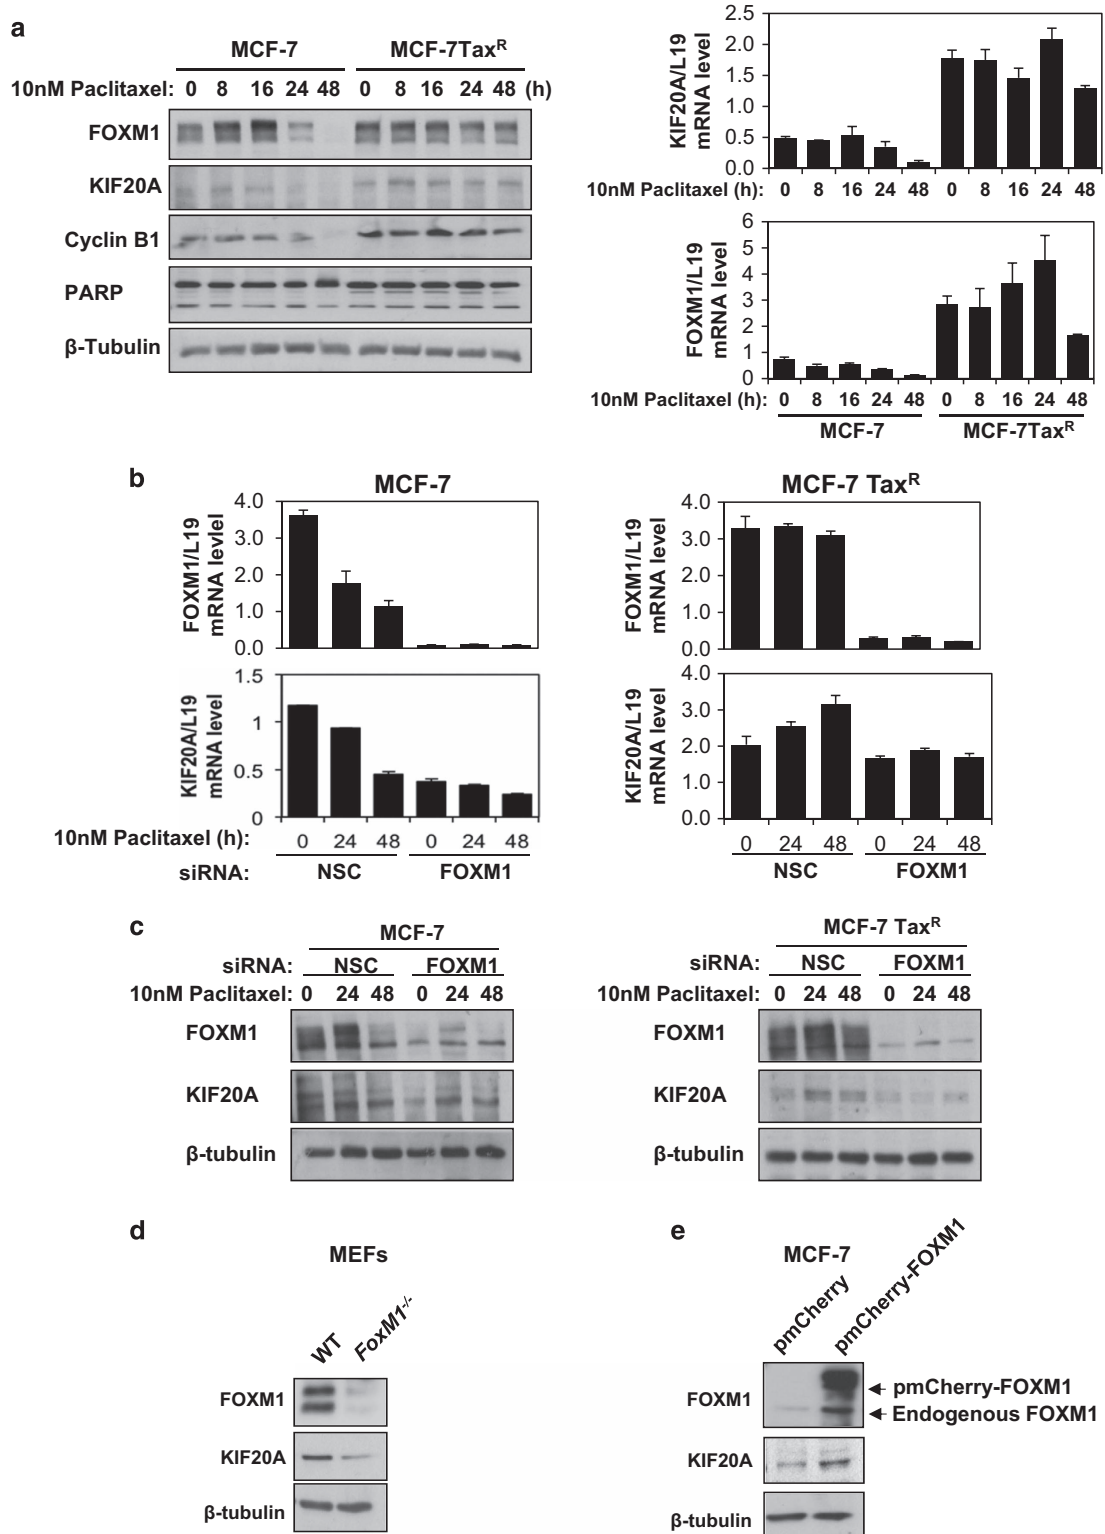 a
MCF-7 MCF-7Tax^R
10nM Paclitaxel: 0 8 16 24 48 0 8 16 24 48 (h)
FOXM1
KIF20A
Cyclin B1
PARP
β-Tubulin
KIF20A/L19
mRNA level
2.5
2.0
1.5
1.0
0.5
0.0
10nM Paclitaxel (h): 0 8 16 24 48 0 8 16 24 48
FOXM1/L19
mRNA level
6
5
4
3
2
1
0
10nM Paclitaxel (h): 0 8 16 24 48 0 8 16 24 48
MCF-7 MCF-7Tax^R
b
MCF-7
FOXM1/L19
mRNA levlel
4.0
3.0
2.0
1.0
0.0
KIF20A/L19
mRNA level
1.5
1
0.5
0
10nM Paclitaxel (h): 0 24 48 0 24 48
siRNA: NSC FOXM1
MCF-7 Tax^R
FOXM1/L19
mRNA level
4.0
3.0
2.0
1.0
0.0
KIF20A/L19
mRNA level
4.0
3.0
2.0
1.0
0.0
0 24 48 0 24 48
NSC FOXM1
c
MCF-7
siRNA: NSC FOXM1
10nM Paclitaxel: 0 24 48 0 24 48
FOXM1
KIF20A
β-tubulin
MCF-7 Tax^R
siRNA: NSC FOXM1
10nM Paclitaxel: 0 24 48 0 24 48
FOXM1
KIF20A
β-tubulin
d
MEFs
WT FoxM1^-/-
FOXM1
KIF20A
β-tubulin
e
MCF-7
pmCherry pmCherry-FOXM1
FOXM1
pmCherry-FOXM1
Endogenous FOXM1
KIF20A
β-tubulin